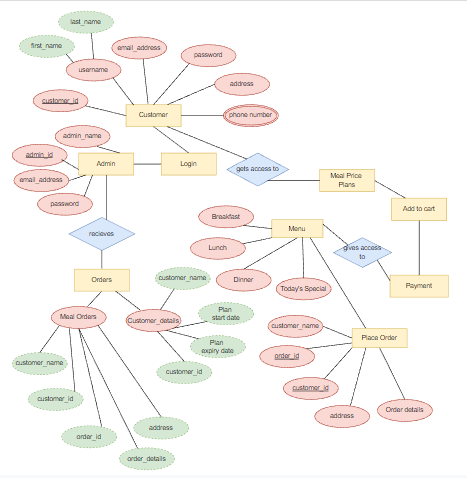 last_name
first_name
email_address
password
username
address
customer_id
Customer
phone number
admin_name
admin_id
Admin
Login
gets access to
email_address
Meal Price
Plans
password
Add to cart
Breakfast
Menu
recieves
Lunch
gives access
to
Orders
customer_name
Dinner
Today's Special
Payment
Meal Orders
Customer_details
Plan
start date
customer_name
Place Order
Plan
expiry date
order_id
customer_name
customer_id
customer_id
customer_id
address
Order details
order_id
address
order_details